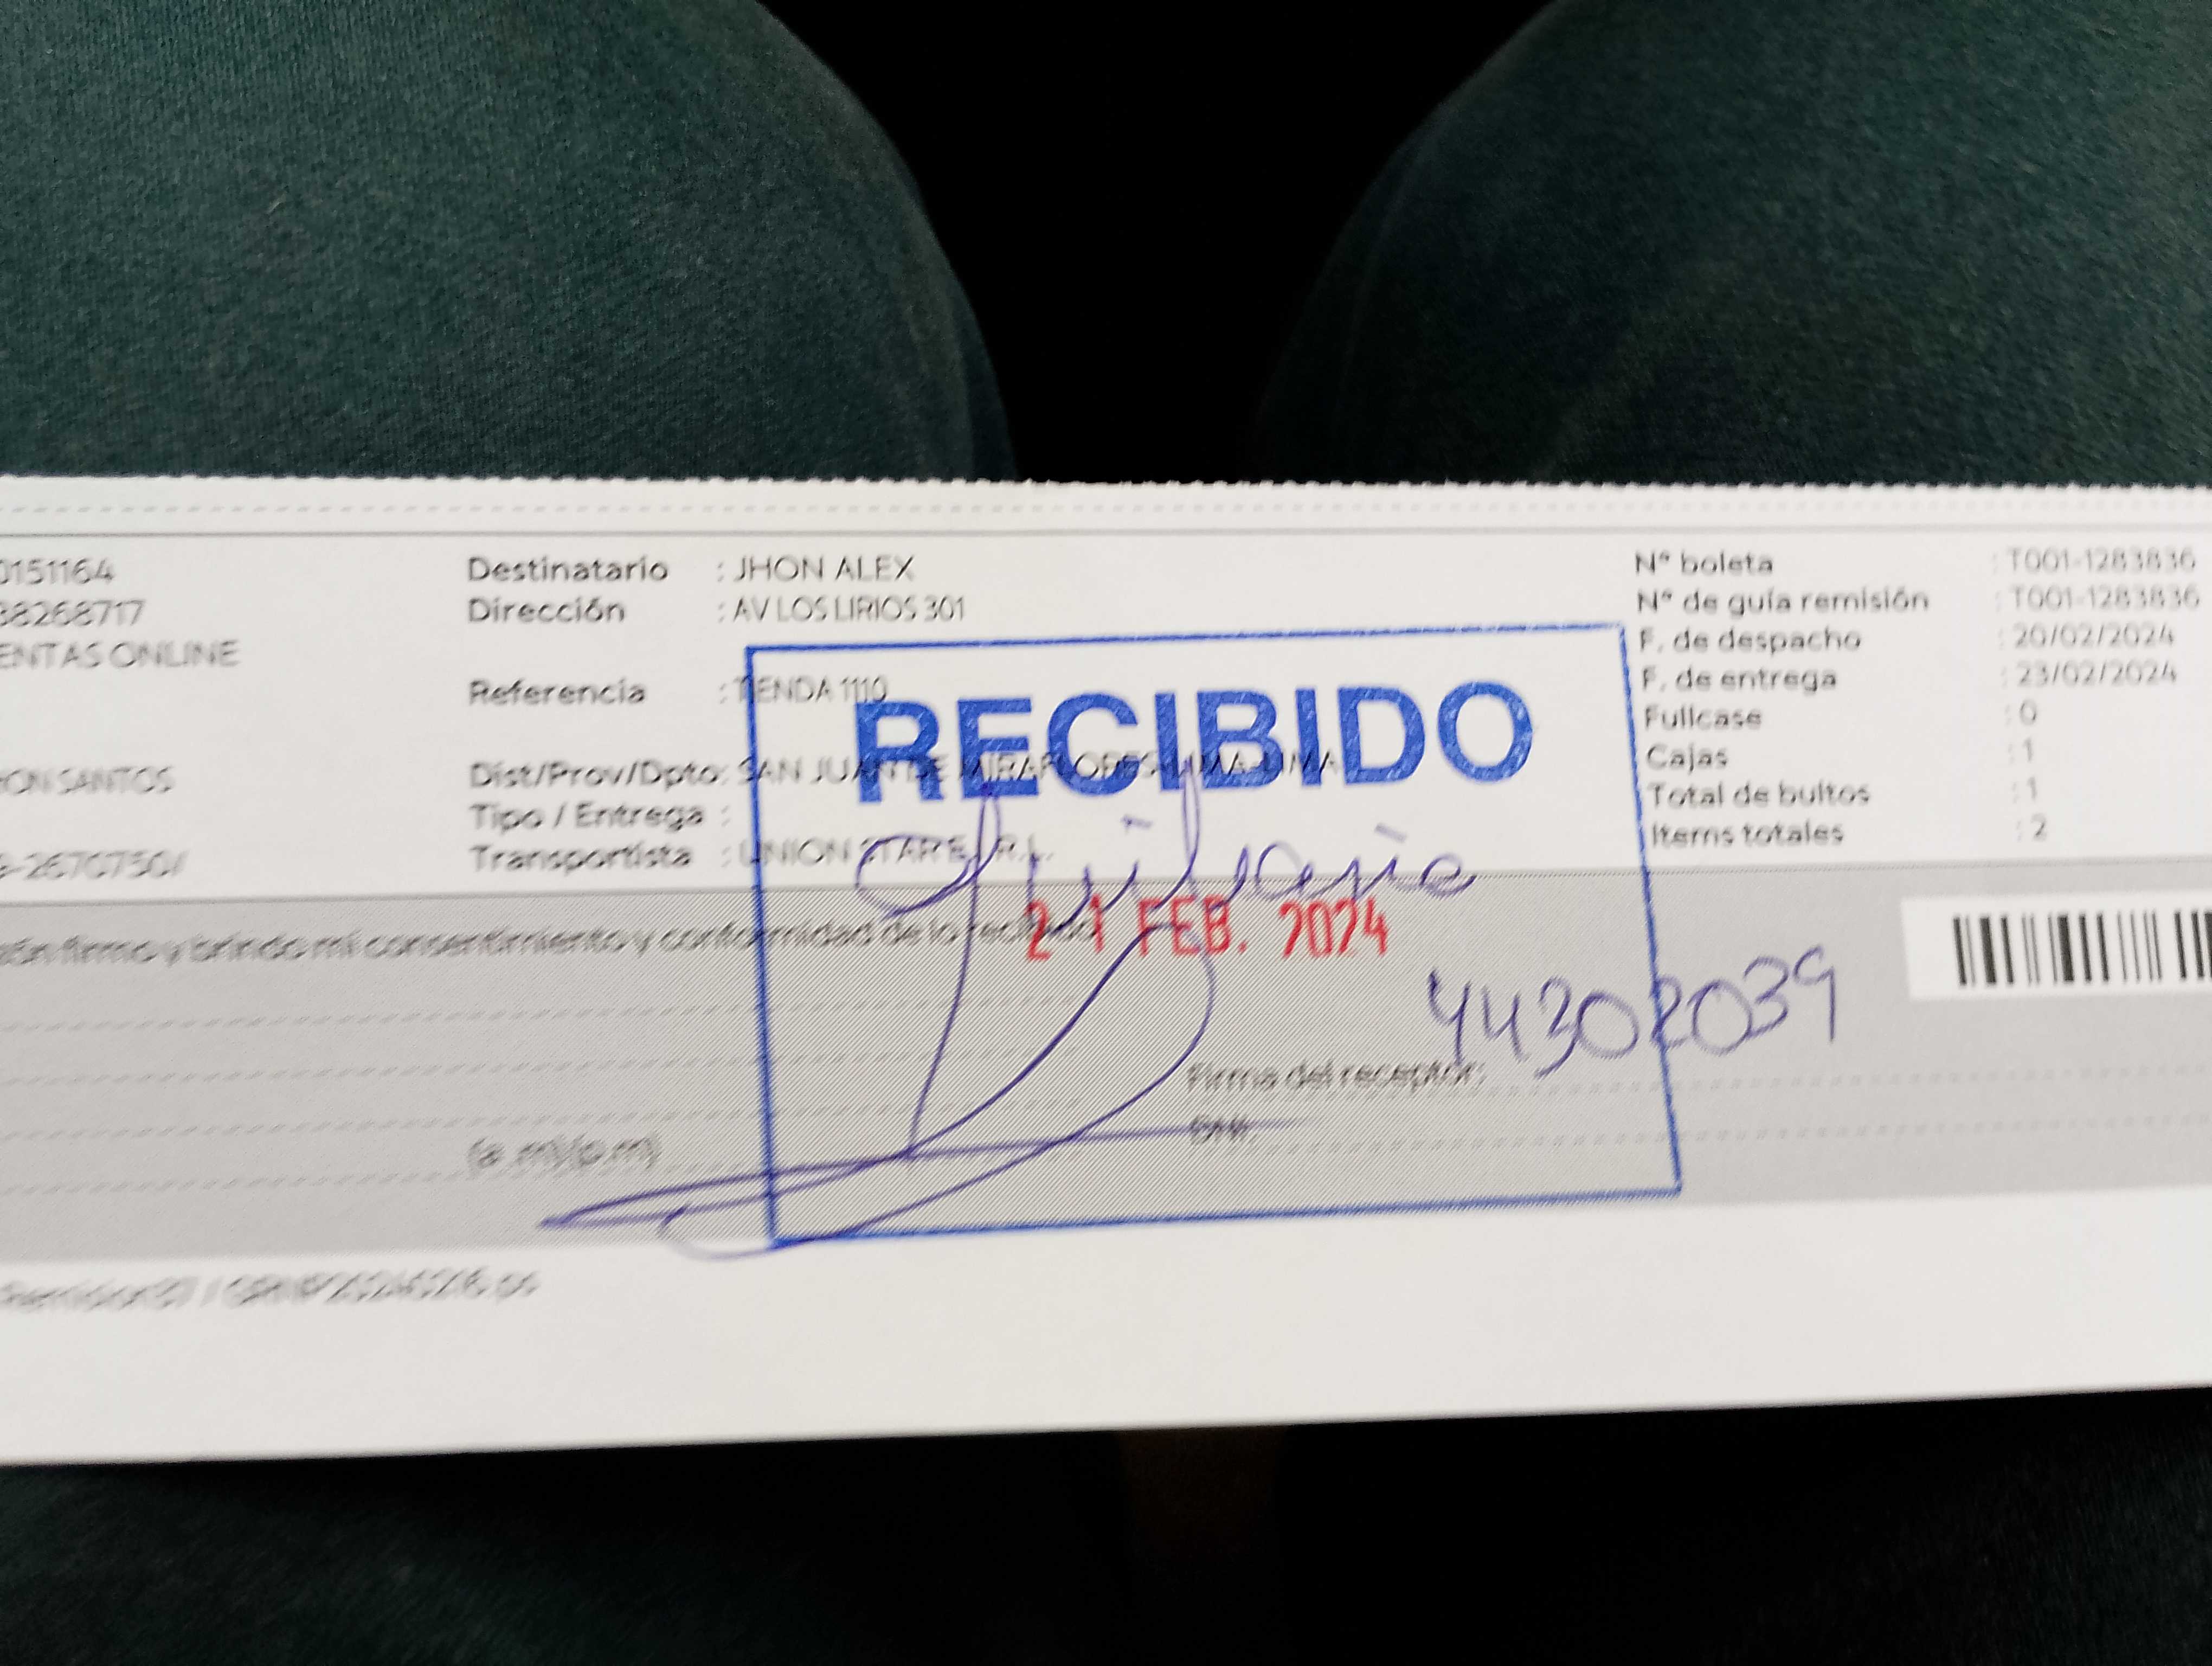 0151164
88268717
ENTAS ONLINE
ON SANTOS
Destinatario : JHON ALEX
Dirección : AV LOS LIRIOS 301
Referencia : TIENDA 1110
Dist/Prov/Dpto: SAN JUAN DE MIRAFLORES-LIMA-LIMA
Tipo / Entrega :
Transportista : UNION STAR E.I.R.L.
N° boleta : T001-1283836
N° de guía remisión : T001-1283836
F. de despacho : 20/02/2024
F. de entrega : 23/02/2024
Fullcase : 0
Cajas : 1
Total de bultos : 1
Items totales : 2
RECIBIDO
21 FEB. 2024
firmo y brindo mi consentimiento y conformidad de lo recibido
44302039
Firma del receptor:
DNI:
(a.m)/(p.m)